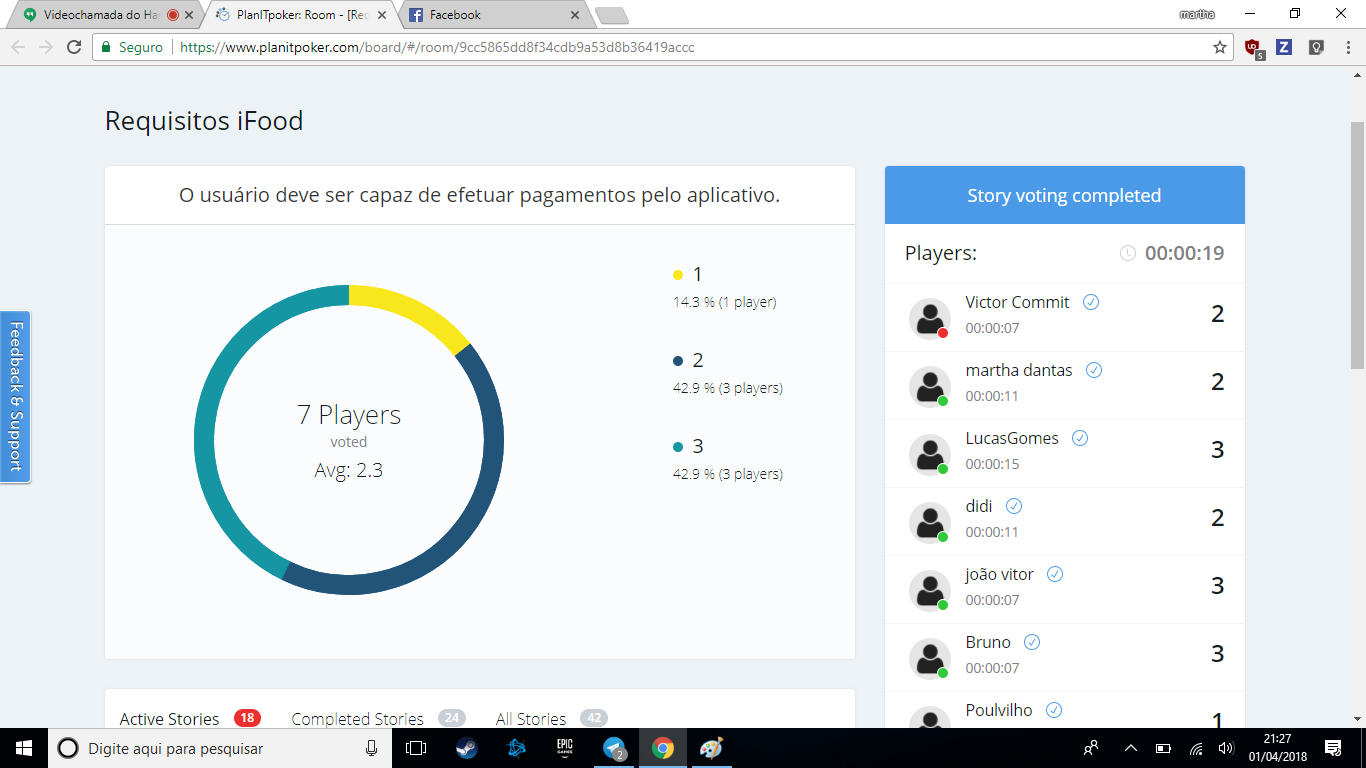 Videochamada do Ha
PlanITpoker: Room - [Rec
Facebook
martha
Seguro
https://www.planitpoker.com/board/#/room/9cc5865dd8f34cdb9a53d8b36419accc
5
Requisitos iFood
O usuário deve ser capaz de efetuar pagamentos pelo aplicativo.
7 Players
voted
Avg: 2.3
1
14.3 % (1 player)
2
42.9 % (3 players)
3
42.9 % (3 players)
Feedback & Support
Story voting completed
Players:
00:00:19
Victor Commit
00:00:07
2
martha dantas
00:00:11
2
LucasGomes
00:00:15
3
didi
00:00:11
2
joão vitor
00:00:07
3
Bruno
00:00:07
3
Poulvilho
1
Active Stories 18
Completed Stories 24
All Stories 42
Digite aqui para pesquisar
EPIC
GAMES
2
21:27
01/04/2018